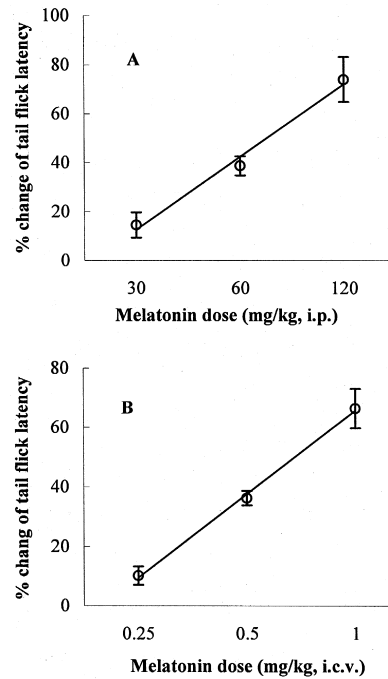 100
80
60
40
20
0
A
% change of tail flick latency
30 60 120
Melatonin dose (mg/kg, i.p.)
80
60
40
20
0
B
% chang of tail flick latency
0.25 0.5 1
Melatonin dose (mg/kg, i.c.v.)